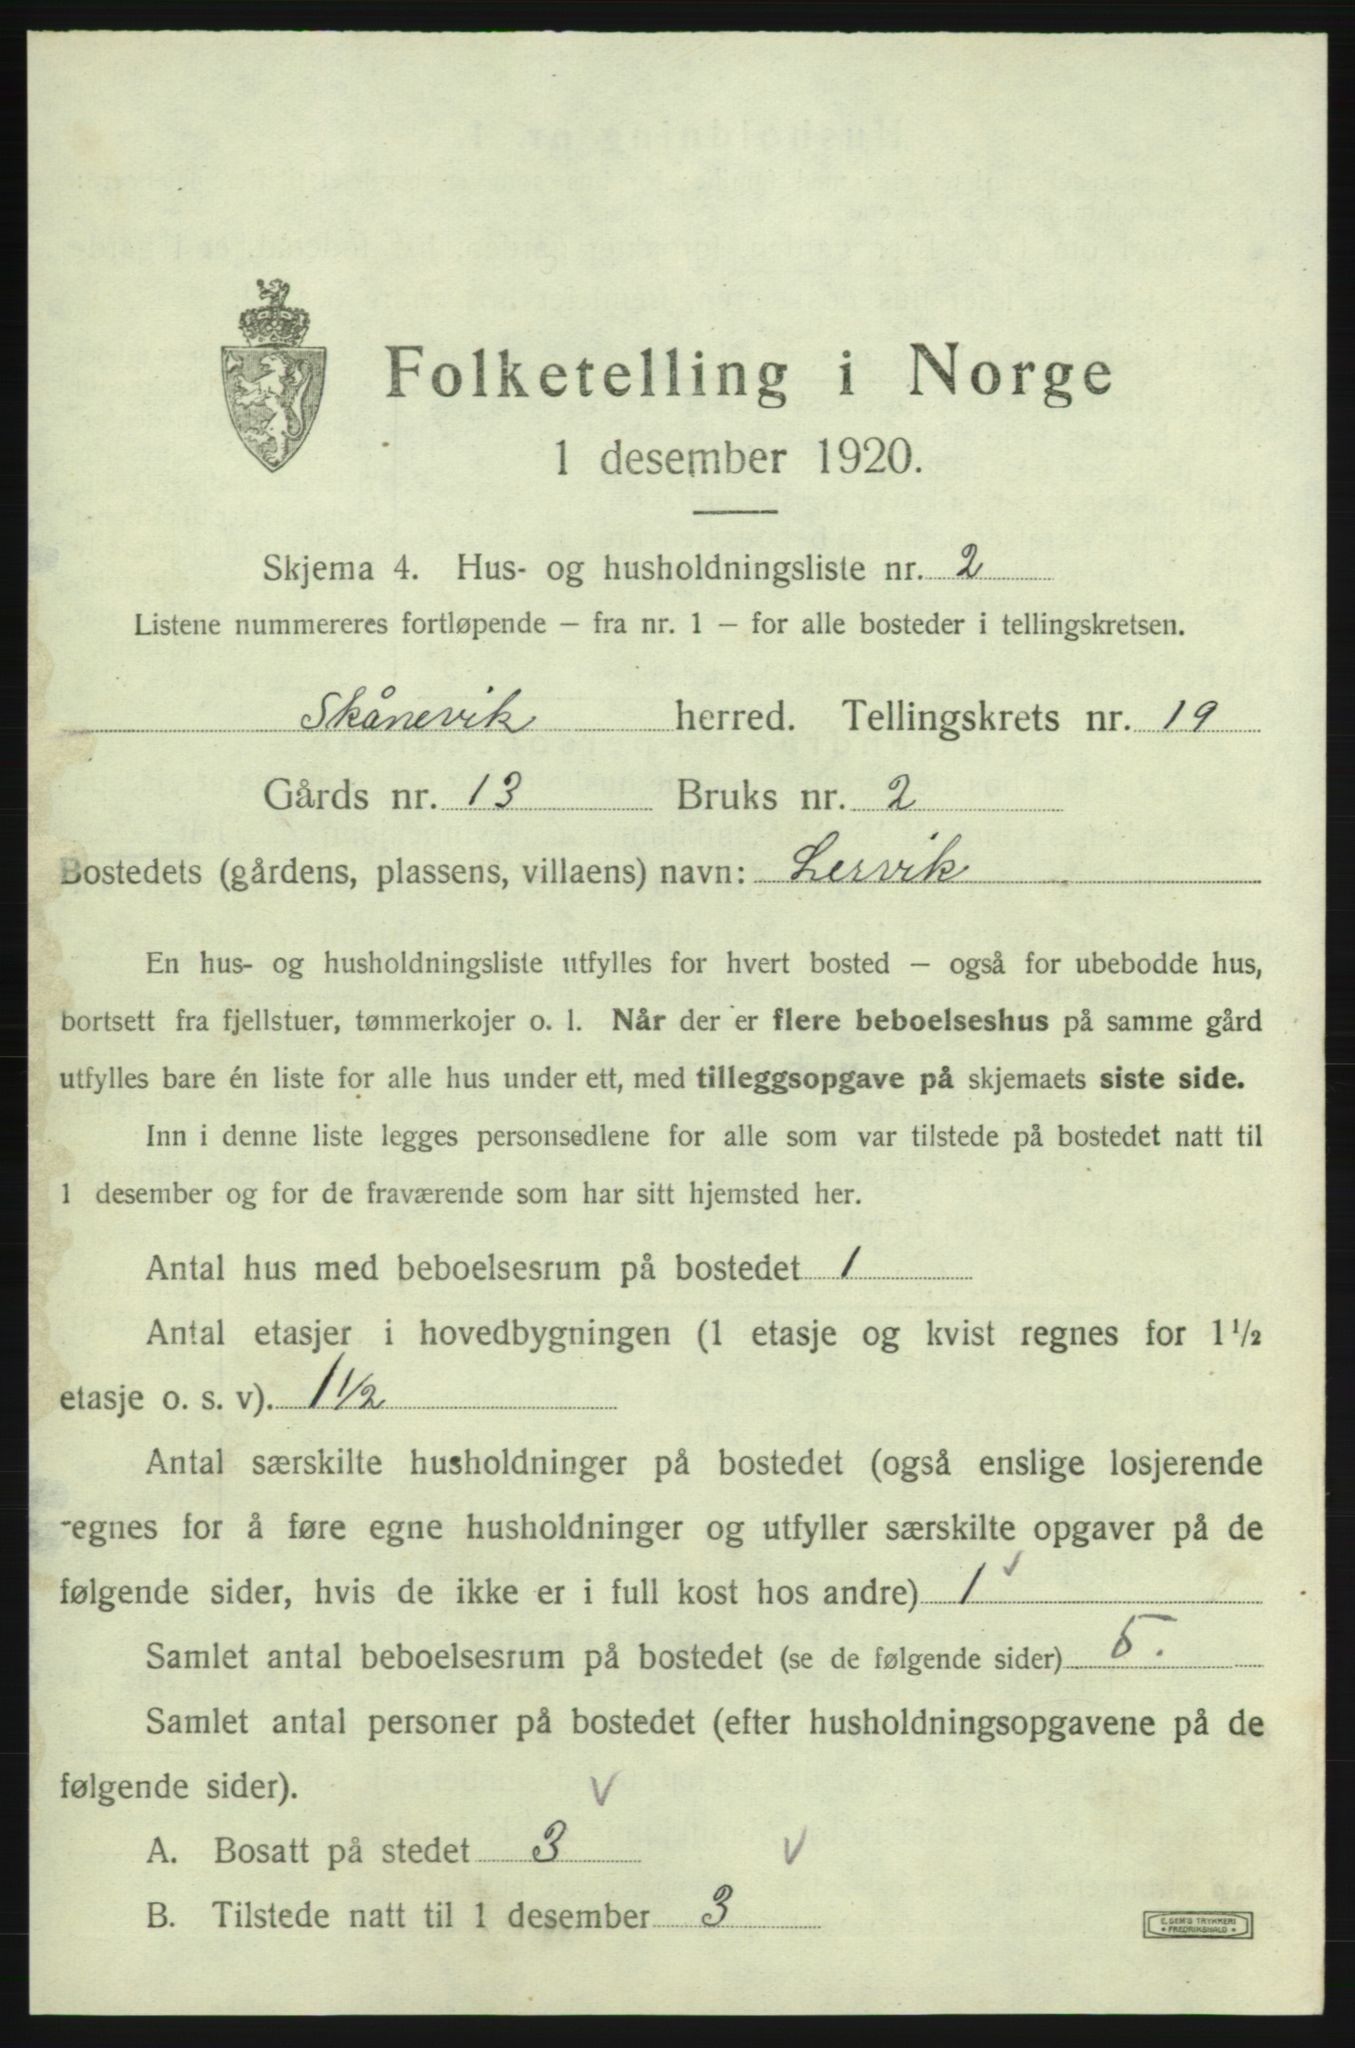 Folketelling i Norge
1 desember 1920.
Skjema 4. Hus- og husholdningsliste nr. 2
Listene nummereres fortløpende – fra nr. 1 – for alle bosteder i tellingskretsen.
Skånevik herred. Tellingskrets nr. 19
Gårds nr. 13 Bruks nr. 2
Bostedets (gårdens, plassens, villaens) navn: Lervik
En hus- og husholdningsliste utfylles for hvert bosted – også for ubebodde hus,
bortsett fra fjellstuer, tømmerkojer o. l. Når der er flere beboelseshus på samme gård
utfylles bare én liste for alle hus under ett, med tilleggsopgave på skjemaets siste side.
Inn i denne liste legges personsedlene for alle som var tilstede på bostedet natt til
1 desember og for de fraværende som har sitt hjemsted her.
Antal hus med beboelsesrum på bostedet 1
Antal etasjer i hovedbygningen (1 etasje og kvist regnes for 1 1/2
etasje o. s. v). 1 1/2
Antal særskilte husholdninger på bostedet (også enslige losjerende
regnes for å føre egne husholdninger og utfyller særskilte opgaver på de
følgende sider, hvis de ikke er i full kost hos andre) 1
Samlet antal beboelsesrum på bostedet (se de følgende sider) 5.
Samlet antal personer på bostedet (efter husholdningsopgavene på de
følgende sider).
A. Bosatt på stedet 3
B. Tilstede natt til 1 desember 3
E. SEM'S TRYKKERI
FREDRIKSHALD